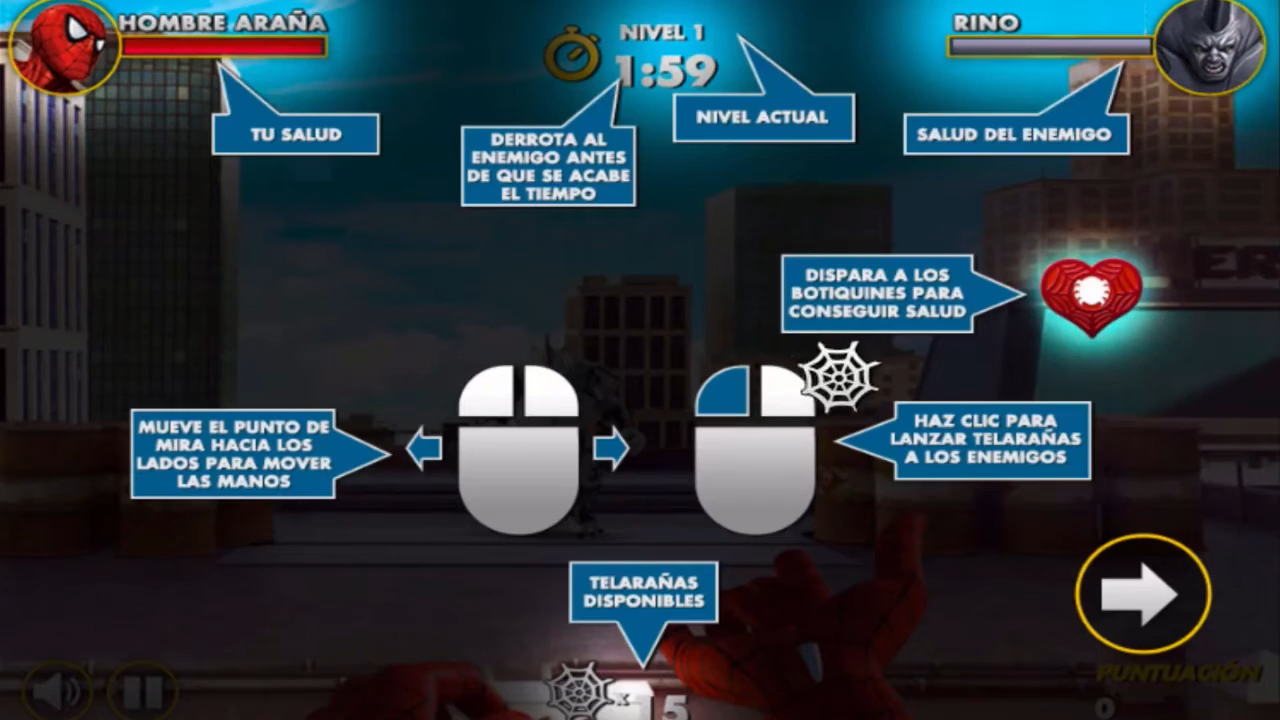 HOMBRE ARAÑA
NIVEL 1
1:59
RINO
TU SALUD
DERROTA AL
ENEMIGO ANTES
DE QUE SE ACABE
EL TIEMPO
NIVEL ACTUAL
SALUD DEL ENEMIGO
DISPARA A LOS
BOTIQUINES PARA
CONSEGUIR SALUD
MUEVE EL PUNTO DE
MIRA HACIA LOS
LADOS PARA MOVER
LAS MANOS
HAZ CLIC PARA
LANZAR TELARAÑAS
A LOS ENEMIGOS
TELARAÑAS
DISPONIBLES
x 15
PUNTUACIÓN
0